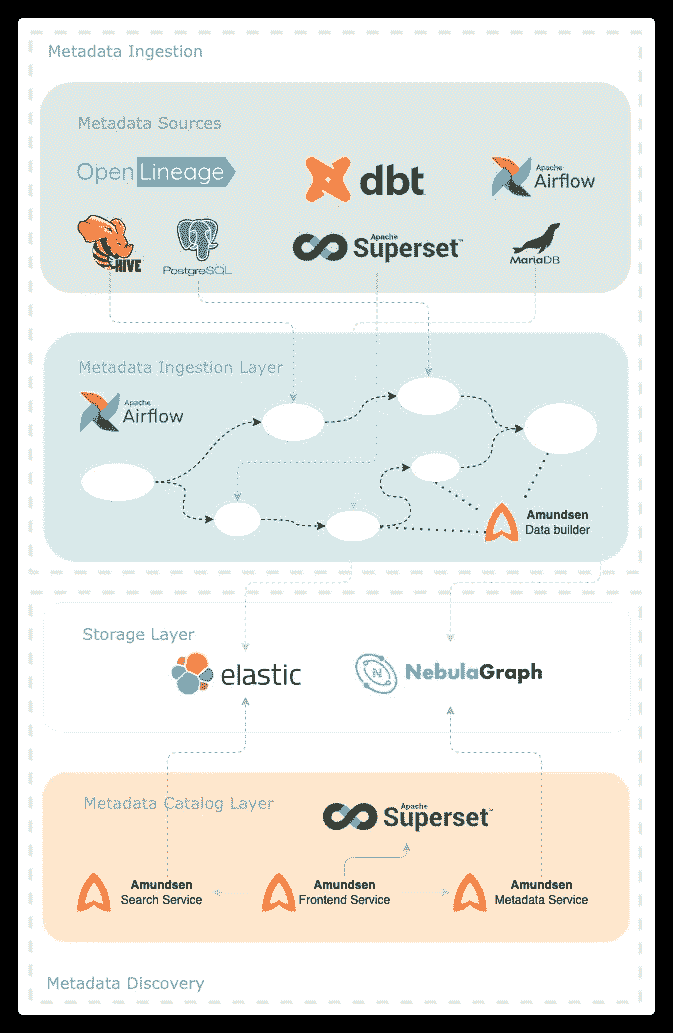 Metadata Ingestion
Metadata Sources
OpenLineage
dbt
Apache
Airflow
HIVE
PostgreSQL
Apache
Superset™
MariaDB
Metadata Ingestion Layer
Apache
Airflow
Amundsen
Data builder
Storage Layer
elastic
N
NebulaGraph
Metadata Catalog Layer
Apache
Superset™
Amundsen
Search Service
Amundsen
Frontend Service
Amundsen
Metadata Service
Metadata Discovery